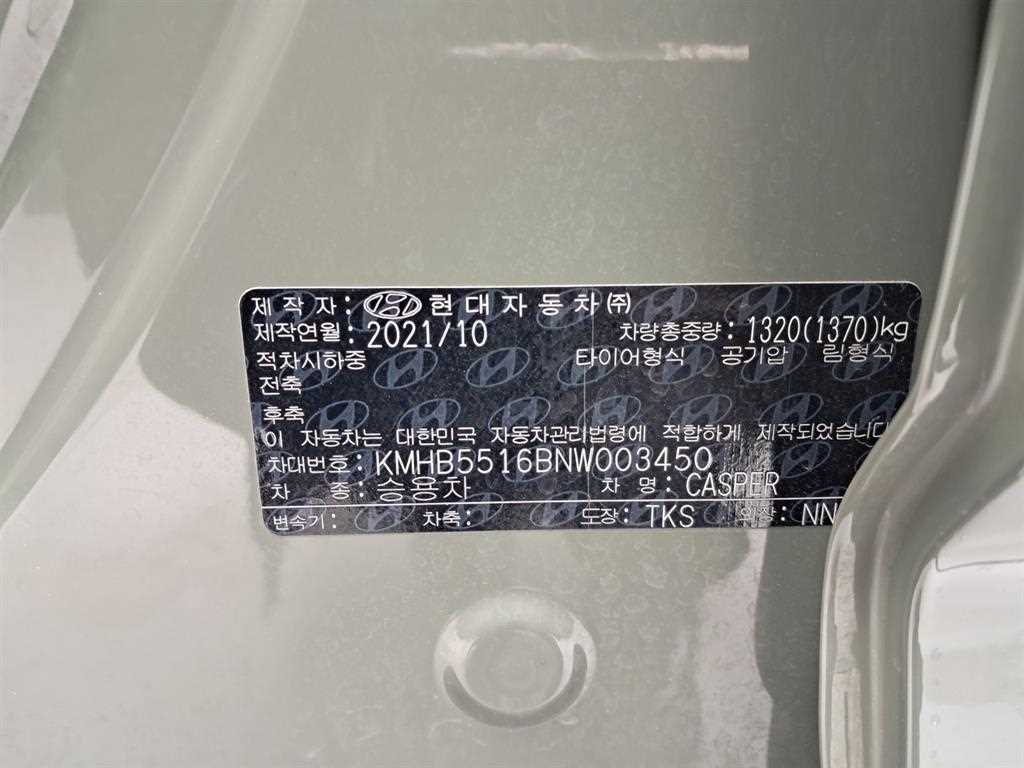 제 작 자 : 현대자동차㈜
제작연월 : 2021/10 차량총중량 : 1320(1370)kg
적차시하중 타이어형식 공기압 림형식
전축
후축
이 자동차는 대한민국 자동차관리법령에 적합하게 제작되었습니다
차대번호 : KMHB5516BNW003450
차 종 : 승용차 차 명 : CASPER
변속기 : 차축 : 도장 : TKS 외장 : NN